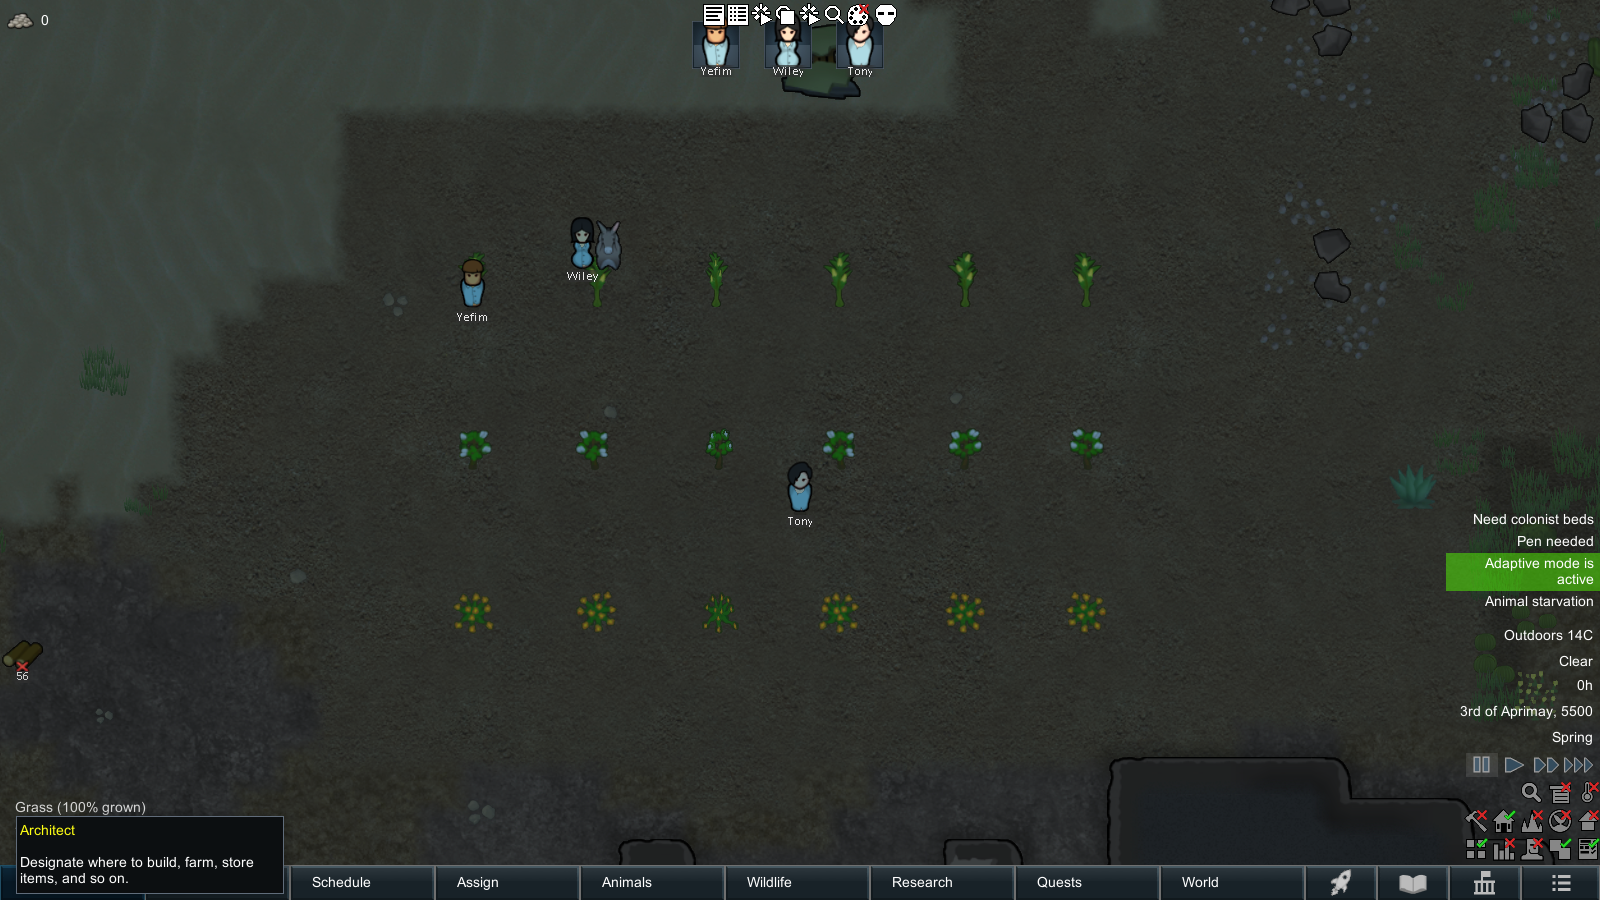 0
Yefim
Wiley
Tony
Wiley
Yefim
Tony
Need colonist beds
Pen needed
Adaptive mode is
active
Animal starvation
Outdoors 14C
Clear
0h
56
3rd of Aprimay, 5500
Spring
Grass (100% grown)
Architect
Designate where to build, farm, store
items, and so on.
Schedule
Assign
Animals
Wildlife
Research
Quests
World